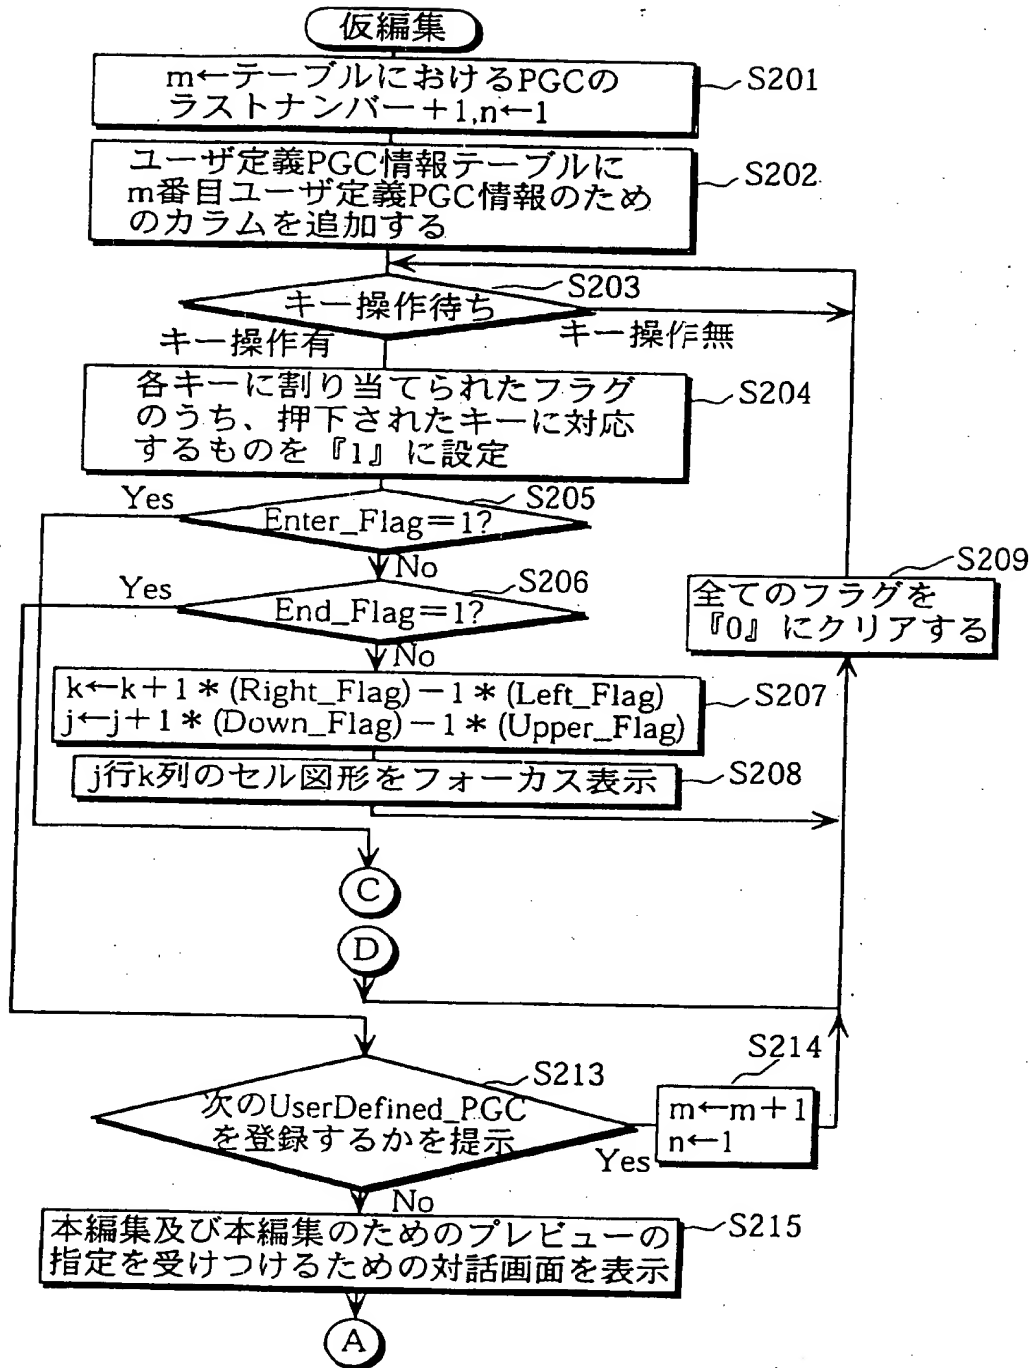 仮編集
m←テーブルにおけるPGCの
ラストナンバー+1,n←1
S201
ユーザ定義PGC情報テーブルに
m番目ユーザ定義PGC情報のため
のカラムを追加する
S202
S203
キー操作待ち
キー操作有
キー操作無
各キーに割り当てられたフラグ
のうち、押下されたキーに対応
するものを『1』に設定
S204
Yes
S205
Enter_Flag=1?
No
Yes
S206
End_Flag=1?
No
S209
全てのフラグを
『0』にクリアする
k←k+1*(Right_Flag)-1*(Left_Flag)
j←j+1*(Down_Flag)-1*(Upper_Flag)
S207
j行k列のセル図形をフォーカス表示
S208
C
D
S213
次のUserDefined_PGC
を登録するかを提示
Yes
S214
m←m+1
n←1
No
本編集及び本編集のためのプレビューの
指定を受けつけるための対話画面を表示
S215
A